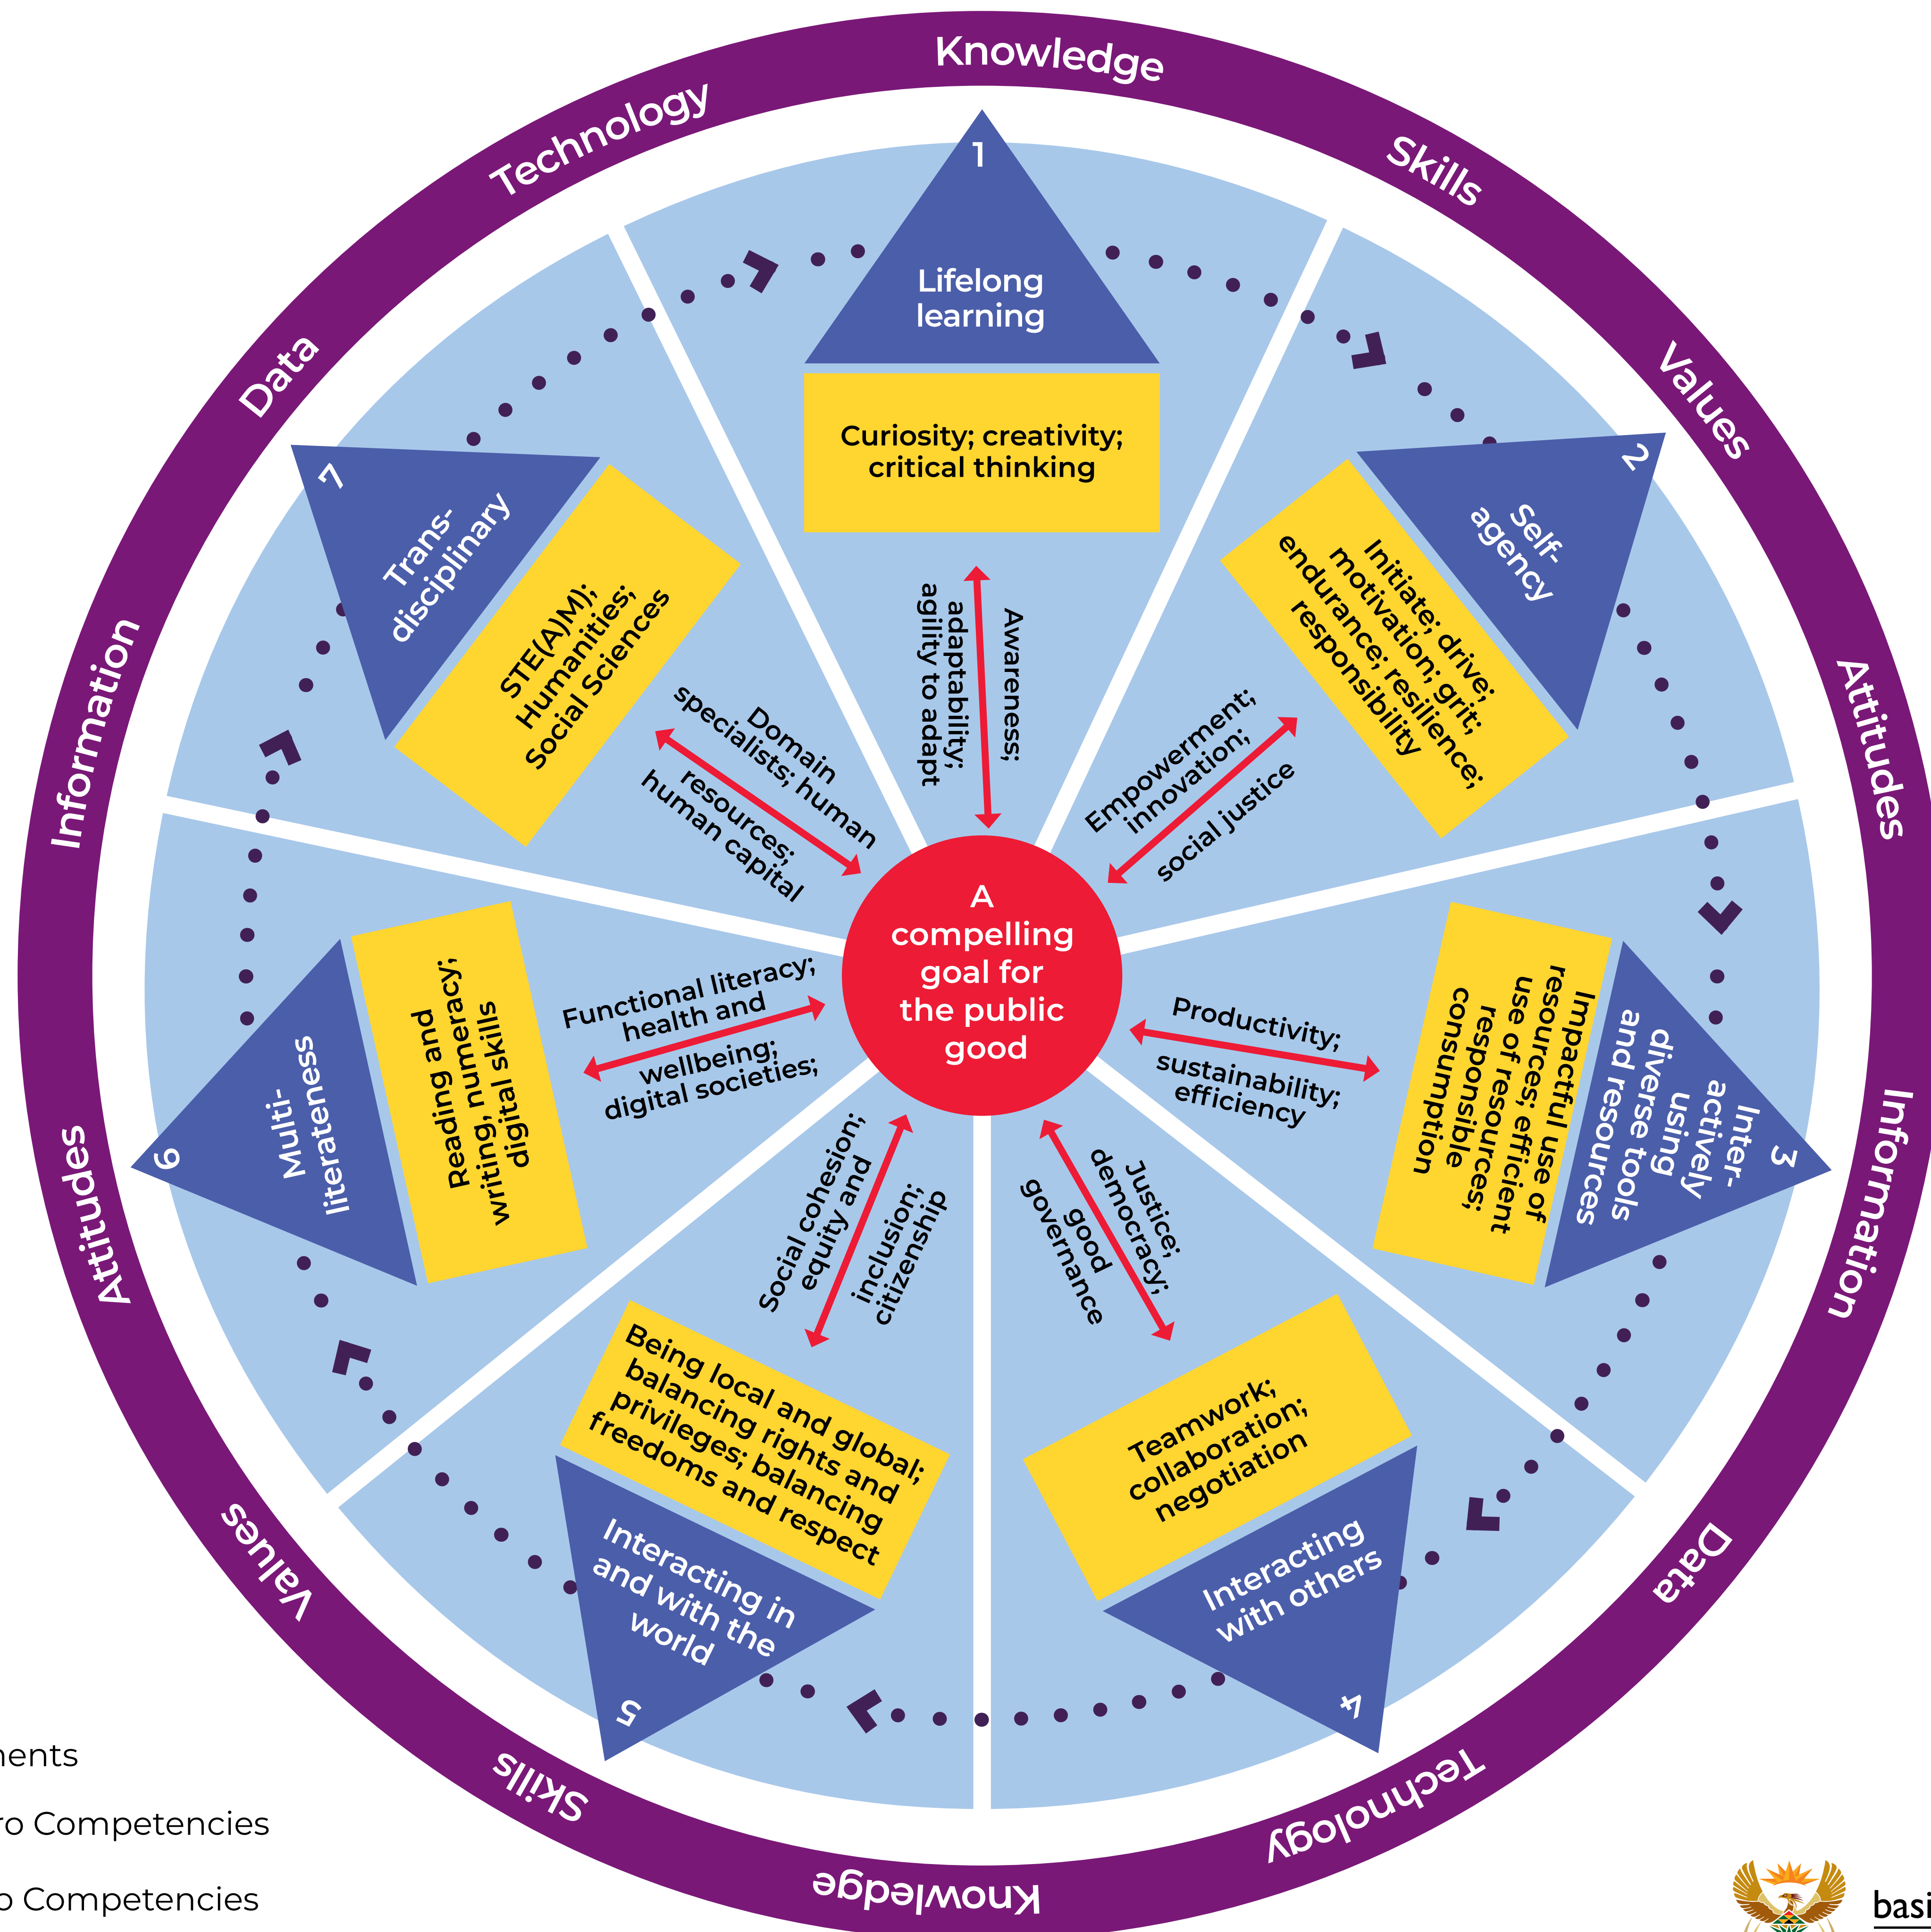 Knowledge
Skills
Values
Attitudes
Information
Data
Technology
Knowledge
Skills
Values
Attitudes
Information
Data
Technology
1
Lifelong
learning
Curiosity; creativity;
critical thinking
Awareness;
adaptability;
agility to adapt
2
Self-
agency
Initiate; drive;
motivation; grit;
endurance; resilience;
responsibility
Empowerment;
innovation;
social justice
3
Inter-
actively
using
diverse tools
and resources
Impactful use of
resources; efficient
use of resources;
responsible
consumption
Productivity;
sustainability;
efficiency
4
Interacting
with others
Teamwork;
collaboration;
negotiation
Justice;
democracy;
good
governance
5
Interacting in
and with the
world
Being local and global;
balancing rights and
privileges; balancing
freedoms and respect
Social cohesion;
equity and
inclusion;
citizenship
6
Multi-
literateness
Reading and
writing, numeracy;
digital skills
Functional literacy;
health and
wellbeing;
digital societies;
7
Trans-
disciplinary
STE(A)M;
Humanities;
Social Sciences
Domain
specialists; human
resources;
human capital
A
compelling
goal for
the public
good
Competencies
Competencies